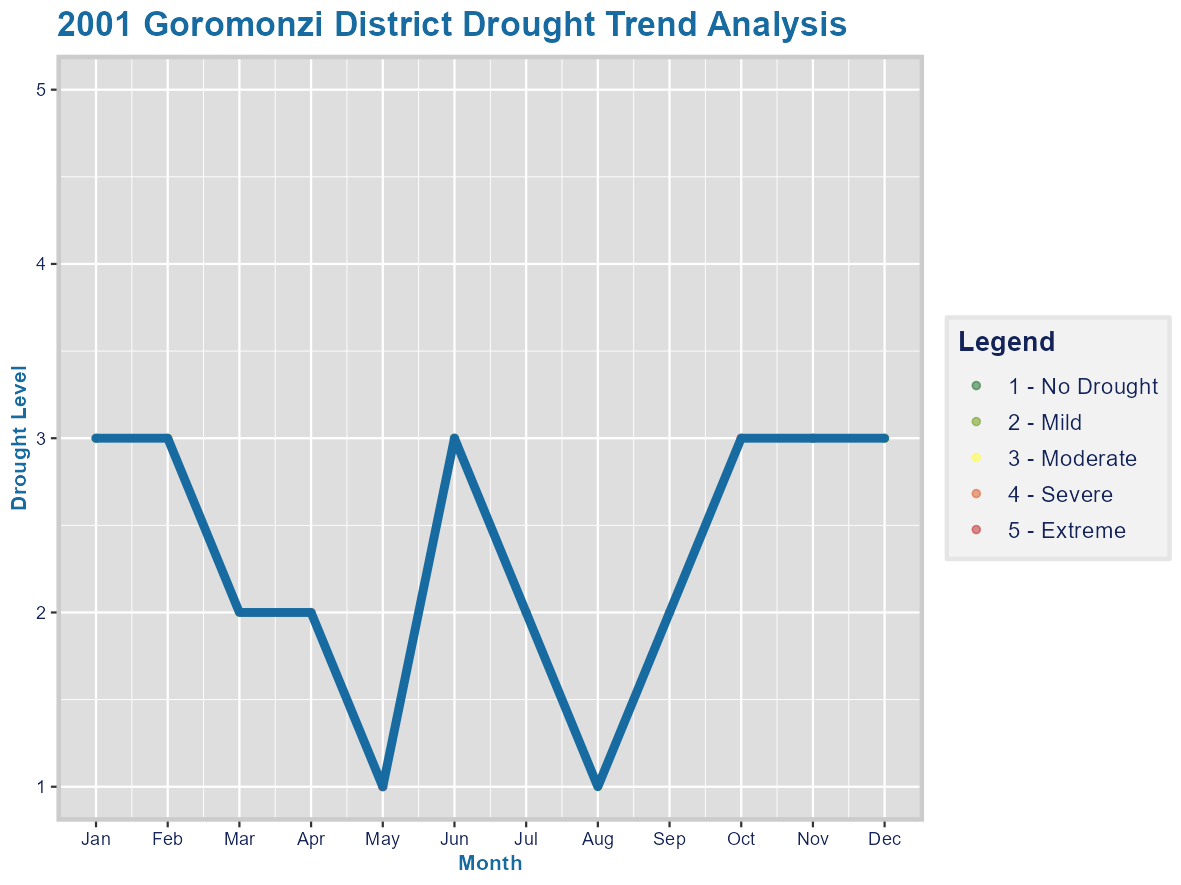 2001 Goromonzi District Drought Trend Analysis
5
4
3
2
1
Drought Level
Jan Feb Mar Apr May Jun Jul Aug Sep Oct Nov Dec
Month
Legend
1 - No Drought
2 - Mild
3 - Moderate
4 - Severe
5 - Extreme